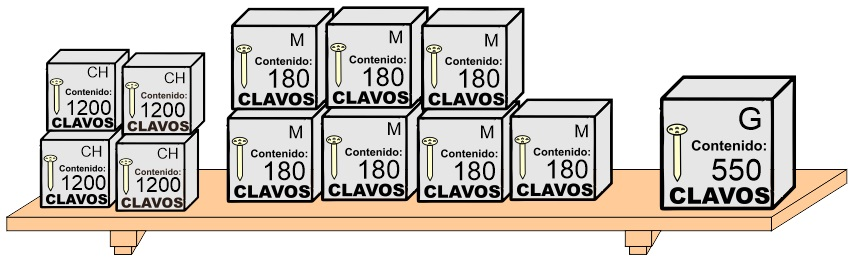 CH
Contenido:
1200
CLAVOS
CH
Contenido:
1200
CLAVOS
CH
Contenido:
1200
CLAVOS
CH
Contenido:
1200
CLAVOS
M
Contenido:
180
CLAVOS
M
Contenido:
180
CLAVOS
M
Contenido:
180
CLAVOS
M
Contenido:
180
CLAVOS
M
Contenido:
180
CLAVOS
M
Contenido:
180
CLAVOS
M
Contenido:
180
CLAVOS
G
Contenido:
550
CLAVOS